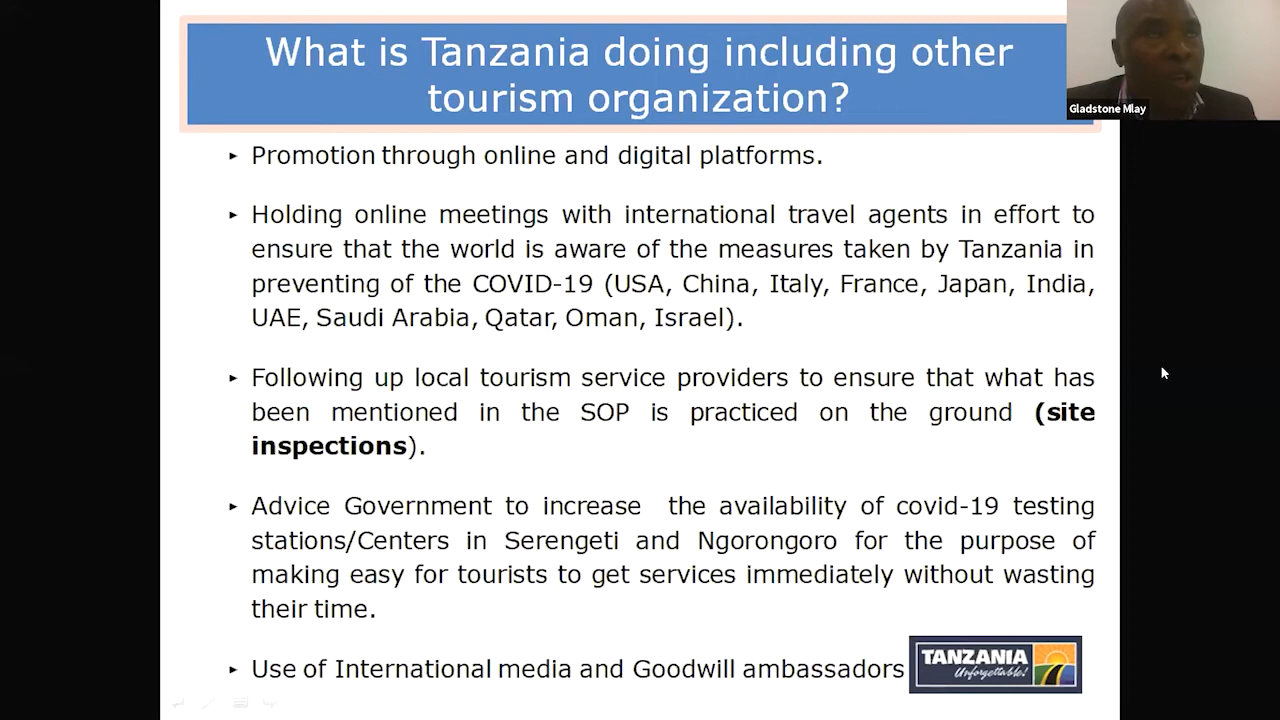 What is Tanzania doing including other
tourism organization?
Gladstone Mlay
‣ Promotion through online and digital platforms.
‣ Holding online meetings with international travel agents in effort to
ensure that the world is aware of the measures taken by Tanzania in
preventing of the COVID-19 (USA, China, Italy, France, Japan, India,
UAE, Saudi Arabia, Qatar, Oman, Israel).
‣ Following up local tourism service providers to ensure that what has
been mentioned in the SOP is practiced on the ground (site
inspections).
‣ Advice Government to increase the availability of covid-19 testing
stations/Centers in Serengeti and Ngorongoro for the purpose of
making easy for tourists to get services immediately without wasting
their time.
‣ Use of International media and Goodwill ambassadors
TANZANIA
Unforgettable!